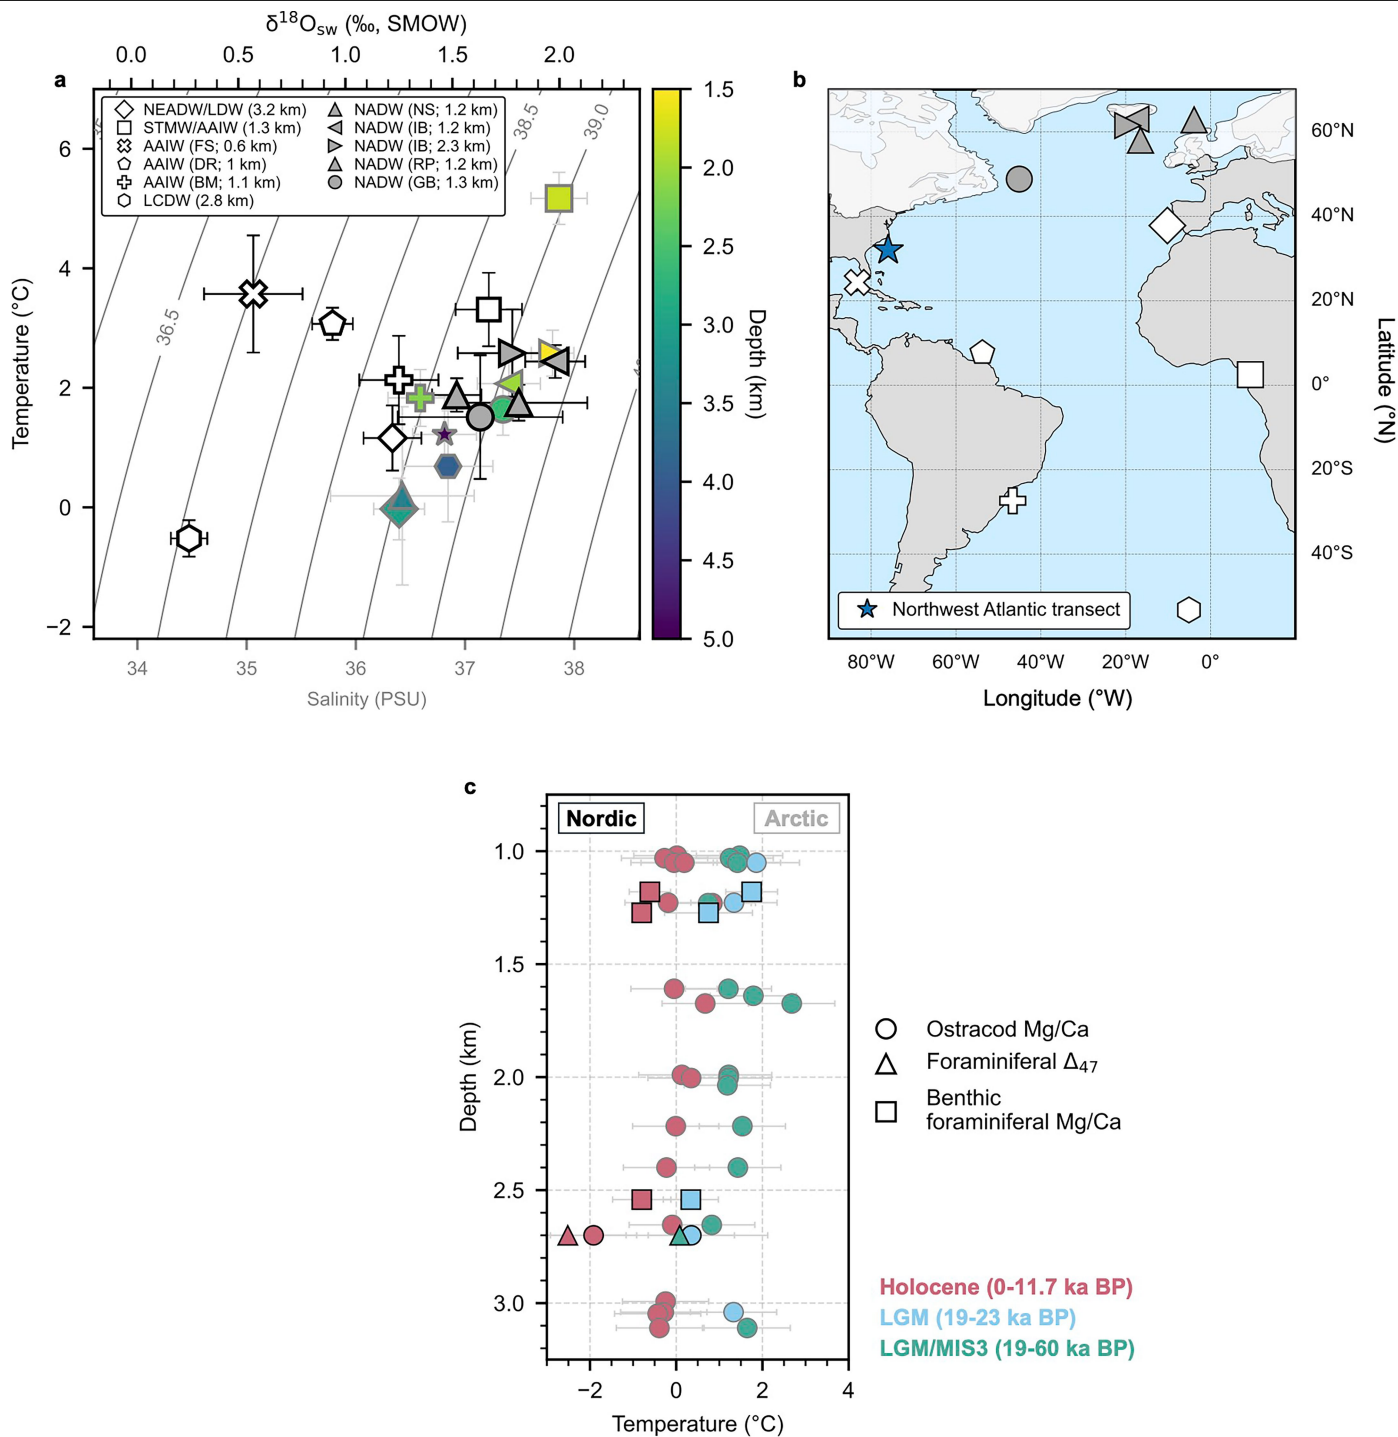 δ18Osw (‰, SMOW)
0.0 0.5 1.0 1.5 2.0
a
NEADW/LDW (3.2 km)
STMW/AAIW (1.3 km)
AAIW (FS; 0.6 km)
AAIW (DR; 1 km)
AAIW (BM; 1.1 km)
LCDW (2.8 km)
NADW (NS; 1.2 km)
NADW (IB; 1.2 km)
NADW (IB; 2.3 km)
NADW (RP; 1.2 km)
NADW (GB; 1.3 km)
36.5
38.5
39.0
6
4
2
0
−2
Temperature (°C)
34 35 36 37 38
Salinity (PSU)
1.5
2.0
2.5
3.0
3.5
4.0
4.5
5.0
Depth (km)
b
60°N
40°N
20°N
0°
20°S
40°S
Latitude (°N)
Northwest Atlantic transect
80°W 60°W 40°W 20°W 0°
Longitude (°W)
c
Nordic
Arctic
1.0
1.5
2.0
2.5
3.0
Depth (km)
−2 0 2 4
Temperature (°C)
Ostracod Mg/Ca
Foraminiferal Δ47
Benthic
foraminiferal Mg/Ca
Holocene (0-11.7 ka BP)
LGM (19-23 ka BP)
LGM/MIS3 (19-60 ka BP)